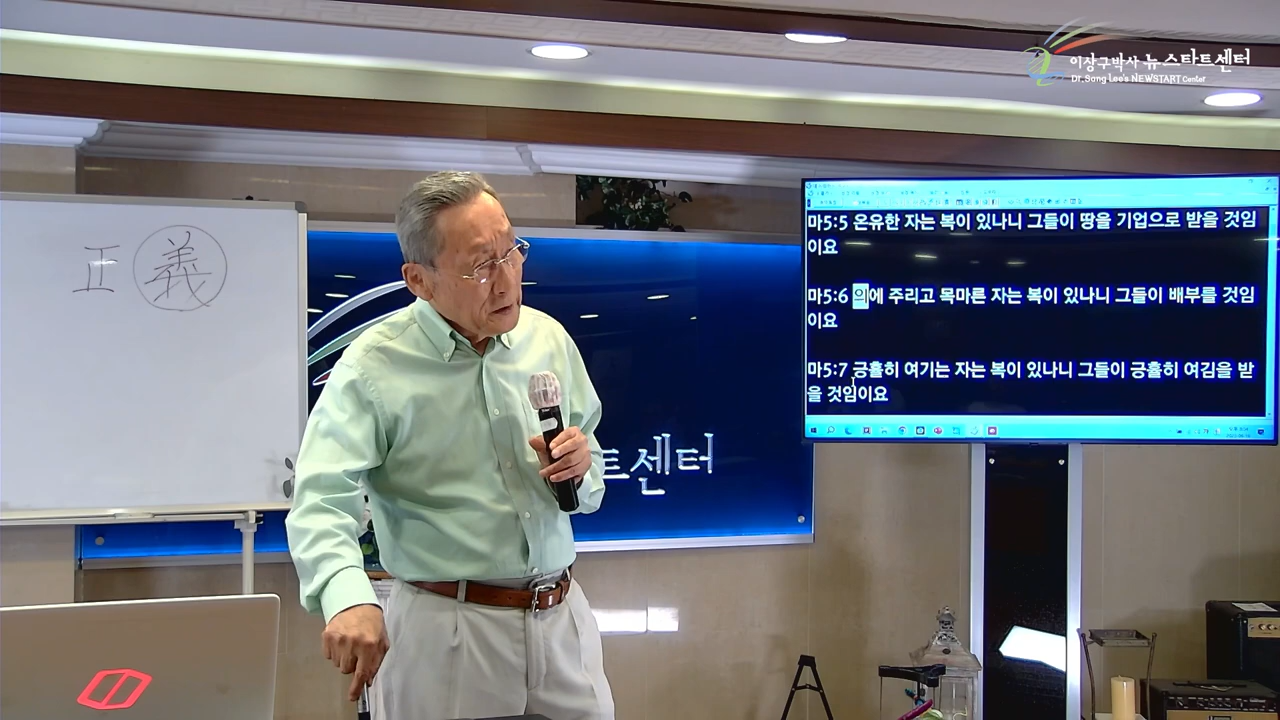 이상구박사 뉴스타트센터
Dr.Sang Lee's NEWSTART Center
正 義
마5:5 온유한 자는 복이 있나니 그들이 땅을 기업으로 받을 것임
이요
마5:6 의에 주리고 목마른 자는 복이 있나니 그들이 배부를 것임
이요
마5:7 긍휼히 여기는 자는 복이 있나니 그들이 긍휼히 여김을 받
을 것임이요
트센터